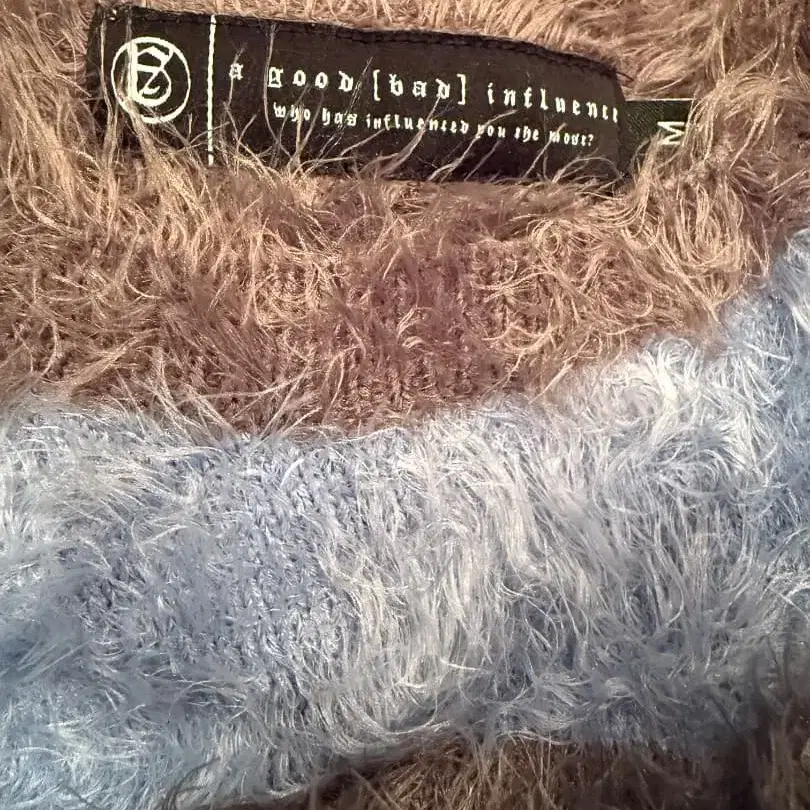 a good [bad] influence
who has influenced you the most?
M